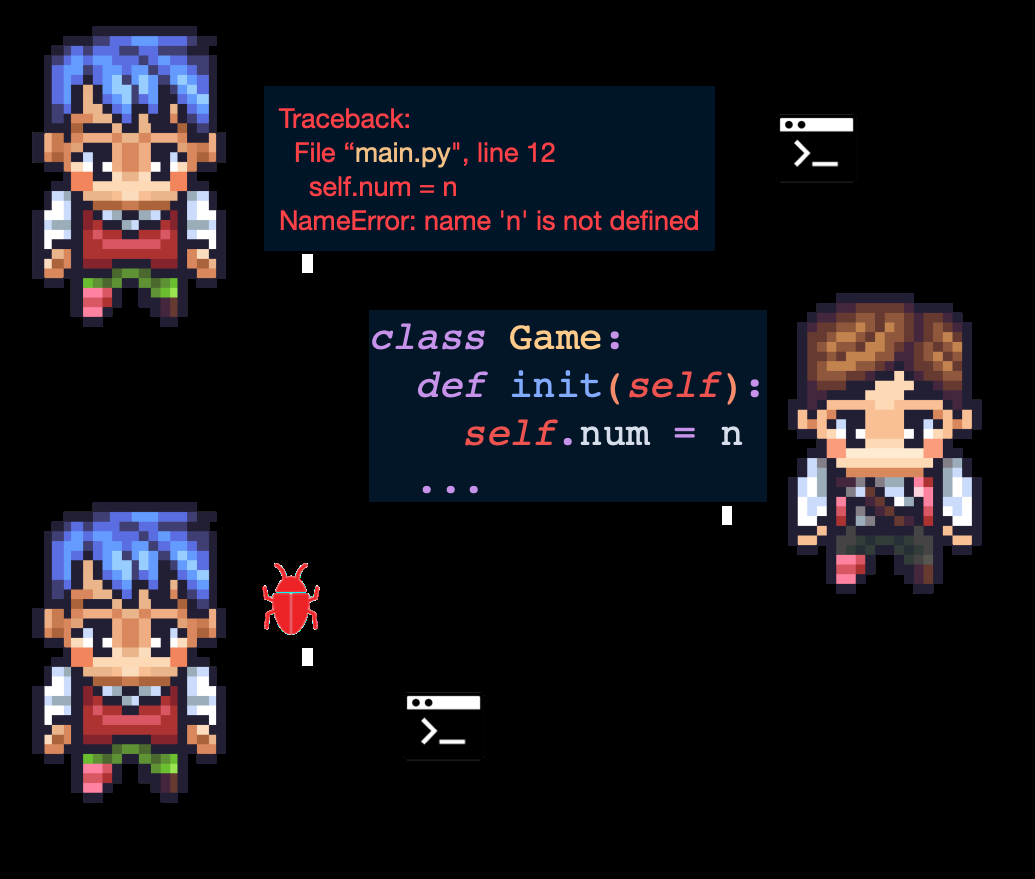 Traceback:
File “main.py", line 12
self.num = n
NameError: name 'n' is not defined
>_
class Game:
def init(self):
self.num = n
...
>_